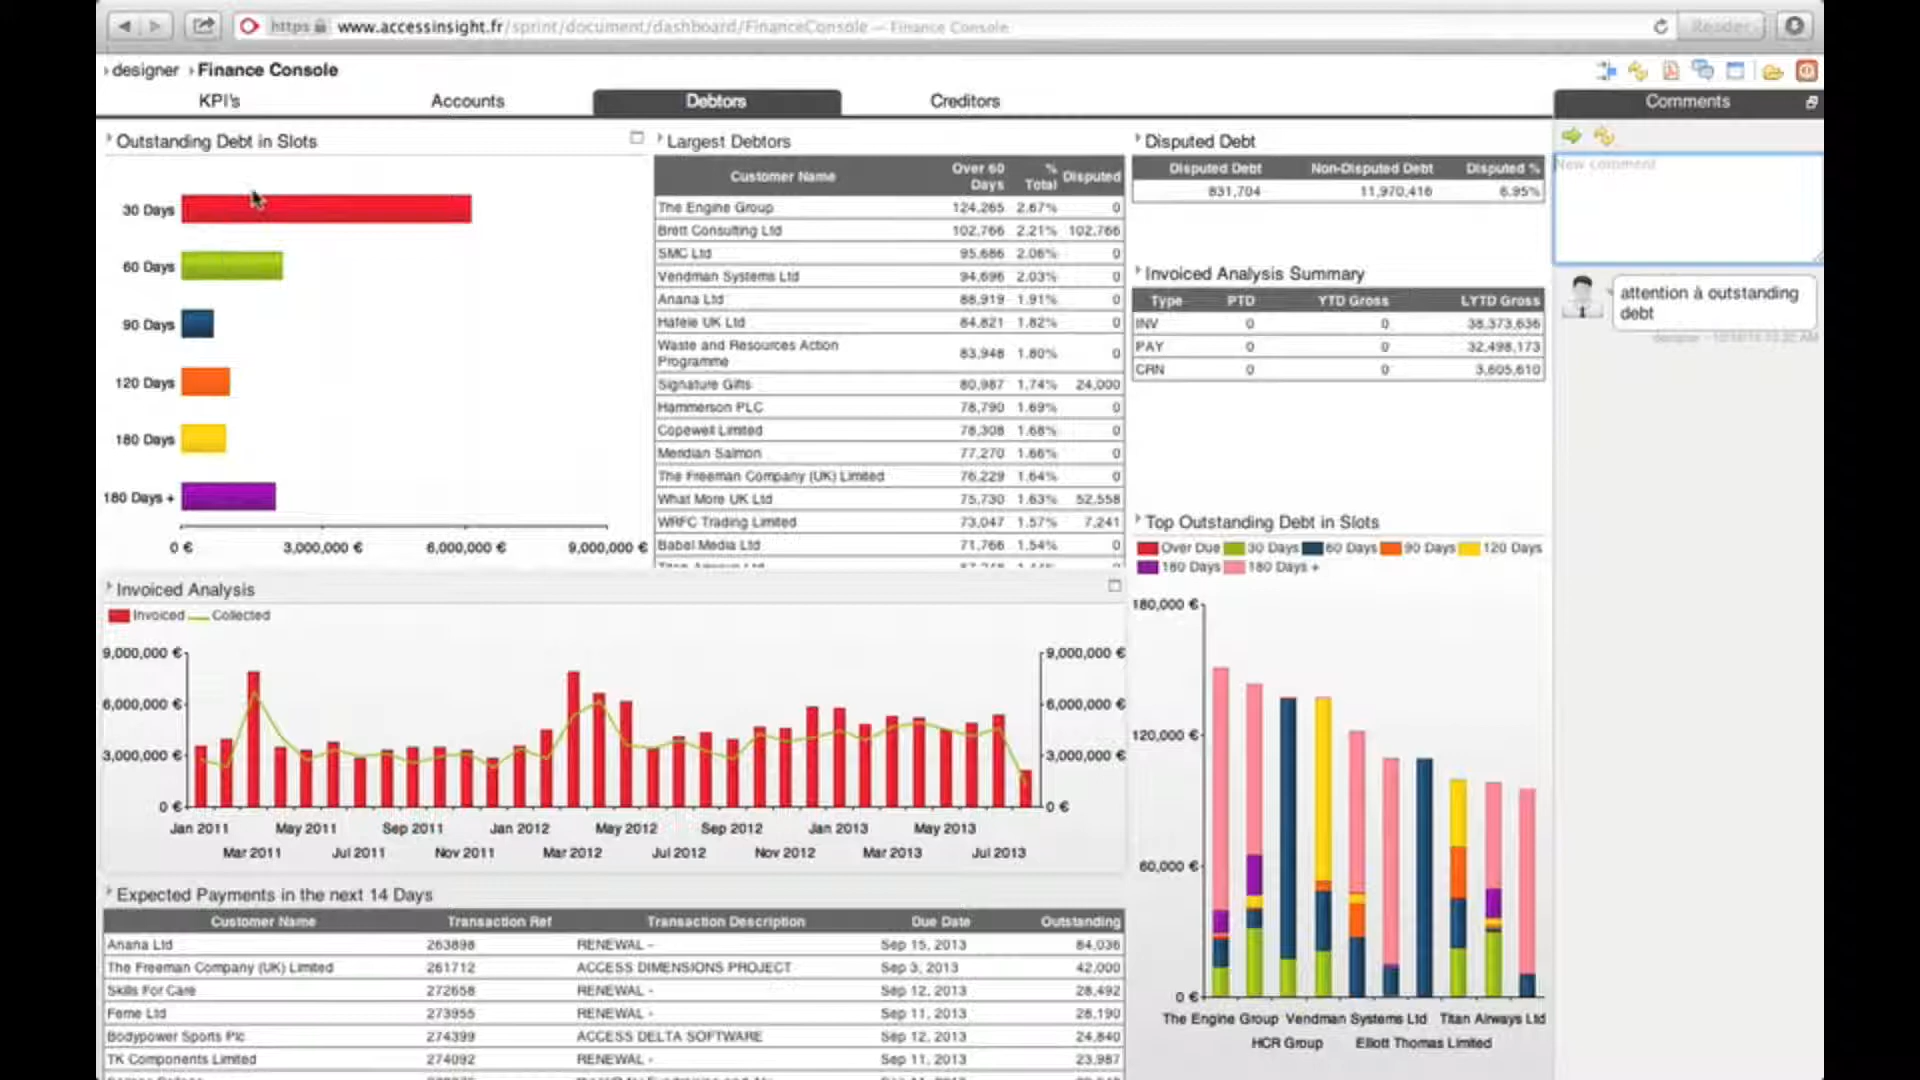 https www.accessinsight.fr/sprint/document/dashboard/FinanceConsole — Finance Console
Reader
designer Finance Console
KPI's Accounts Debtors Creditors
Comments
Outstanding Debt in Slots
30 Days
60 Days
90 Days
120 Days
180 Days
180 Days +
0 € 3,000,000 € 6,000,000 € 9,000,000 €
Largest Debtors
Customer Name Over 60 Days % Total Disputed
The Engine Group 124,265 2.67% 0
Brett Consulting Ltd 102,766 2.21% 102,766
SMC Ltd 95,686 2.06% 0
Vendman Systems Ltd 94,696 2.03% 0
Anana Ltd 88,919 1.91% 0
Hafele UK Ltd 84,821 1.82% 0
Waste and Resources Action
Programme 83,948 1.80% 0
Signature Gifts 80,987 1.74% 24,000
Hammerson PLC 78,790 1.69% 0
Copewell Limited 78,308 1.68% 0
Meridian Salmon 77,270 1.66% 0
The Freeman Company (UK) Limited 76,229 1.64% 0
What More UK Ltd 75,730 1.63% 52,558
WRFC Trading Limited 73,047 1.57% 7,241
Babel Media Ltd 71,766 1.54% 0
Disputed Debt
Disputed Debt Non-Disputed Debt Disputed %
831,704 11,970,416 6.95%
Invoiced Analysis Summary
Type PTD YTD Gross LYTD Gross
INV 0 0 38,373,636
PAY 0 0 32,498,173
CRN 0 0 3,605,610
New comment
attention à outstanding
debt
Top Outstanding Debt in Slots
Over Due 30 Days 60 Days 90 Days 120 Days
180 Days 180 Days +
180,000 €
120,000 €
60,000 €
0 €
The Engine Group Vendman Systems Ltd Titan Airways Ltd
HCR Group Elliott Thomas Limited
Invoiced Analysis
Invoiced Collected
9,000,000 € 9,000,000 €
6,000,000 € 6,000,000 €
3,000,000 € 3,000,000 €
0 € 0 €
Jan 2011 May 2011 Sep 2011 Jan 2012 May 2012 Sep 2012 Jan 2013 May 2013
Mar 2011 Jul 2011 Nov 2011 Mar 2012 Jul 2012 Nov 2012 Mar 2013 Jul 2013
Expected Payments in the next 14 Days
Customer Name Transaction Ref Transaction Description Due Date Outstanding
Anana Ltd 263898 RENEWAL - Sep 15, 2013 84,036
The Freeman Company (UK) Limited 261712 ACCESS DIMENSIONS PROJECT Sep 3, 2013 42,000
Skills For Care 272658 RENEWAL - Sep 12, 2013 28,492
Ferne Ltd 273955 RENEWAL - Sep 11, 2013 28,190
Bodypower Sports Plc 274399 ACCESS DELTA SOFTWARE Sep 12, 2013 24,840
TK Components Limited 274092 RENEWAL - Sep 11, 2013 23,987